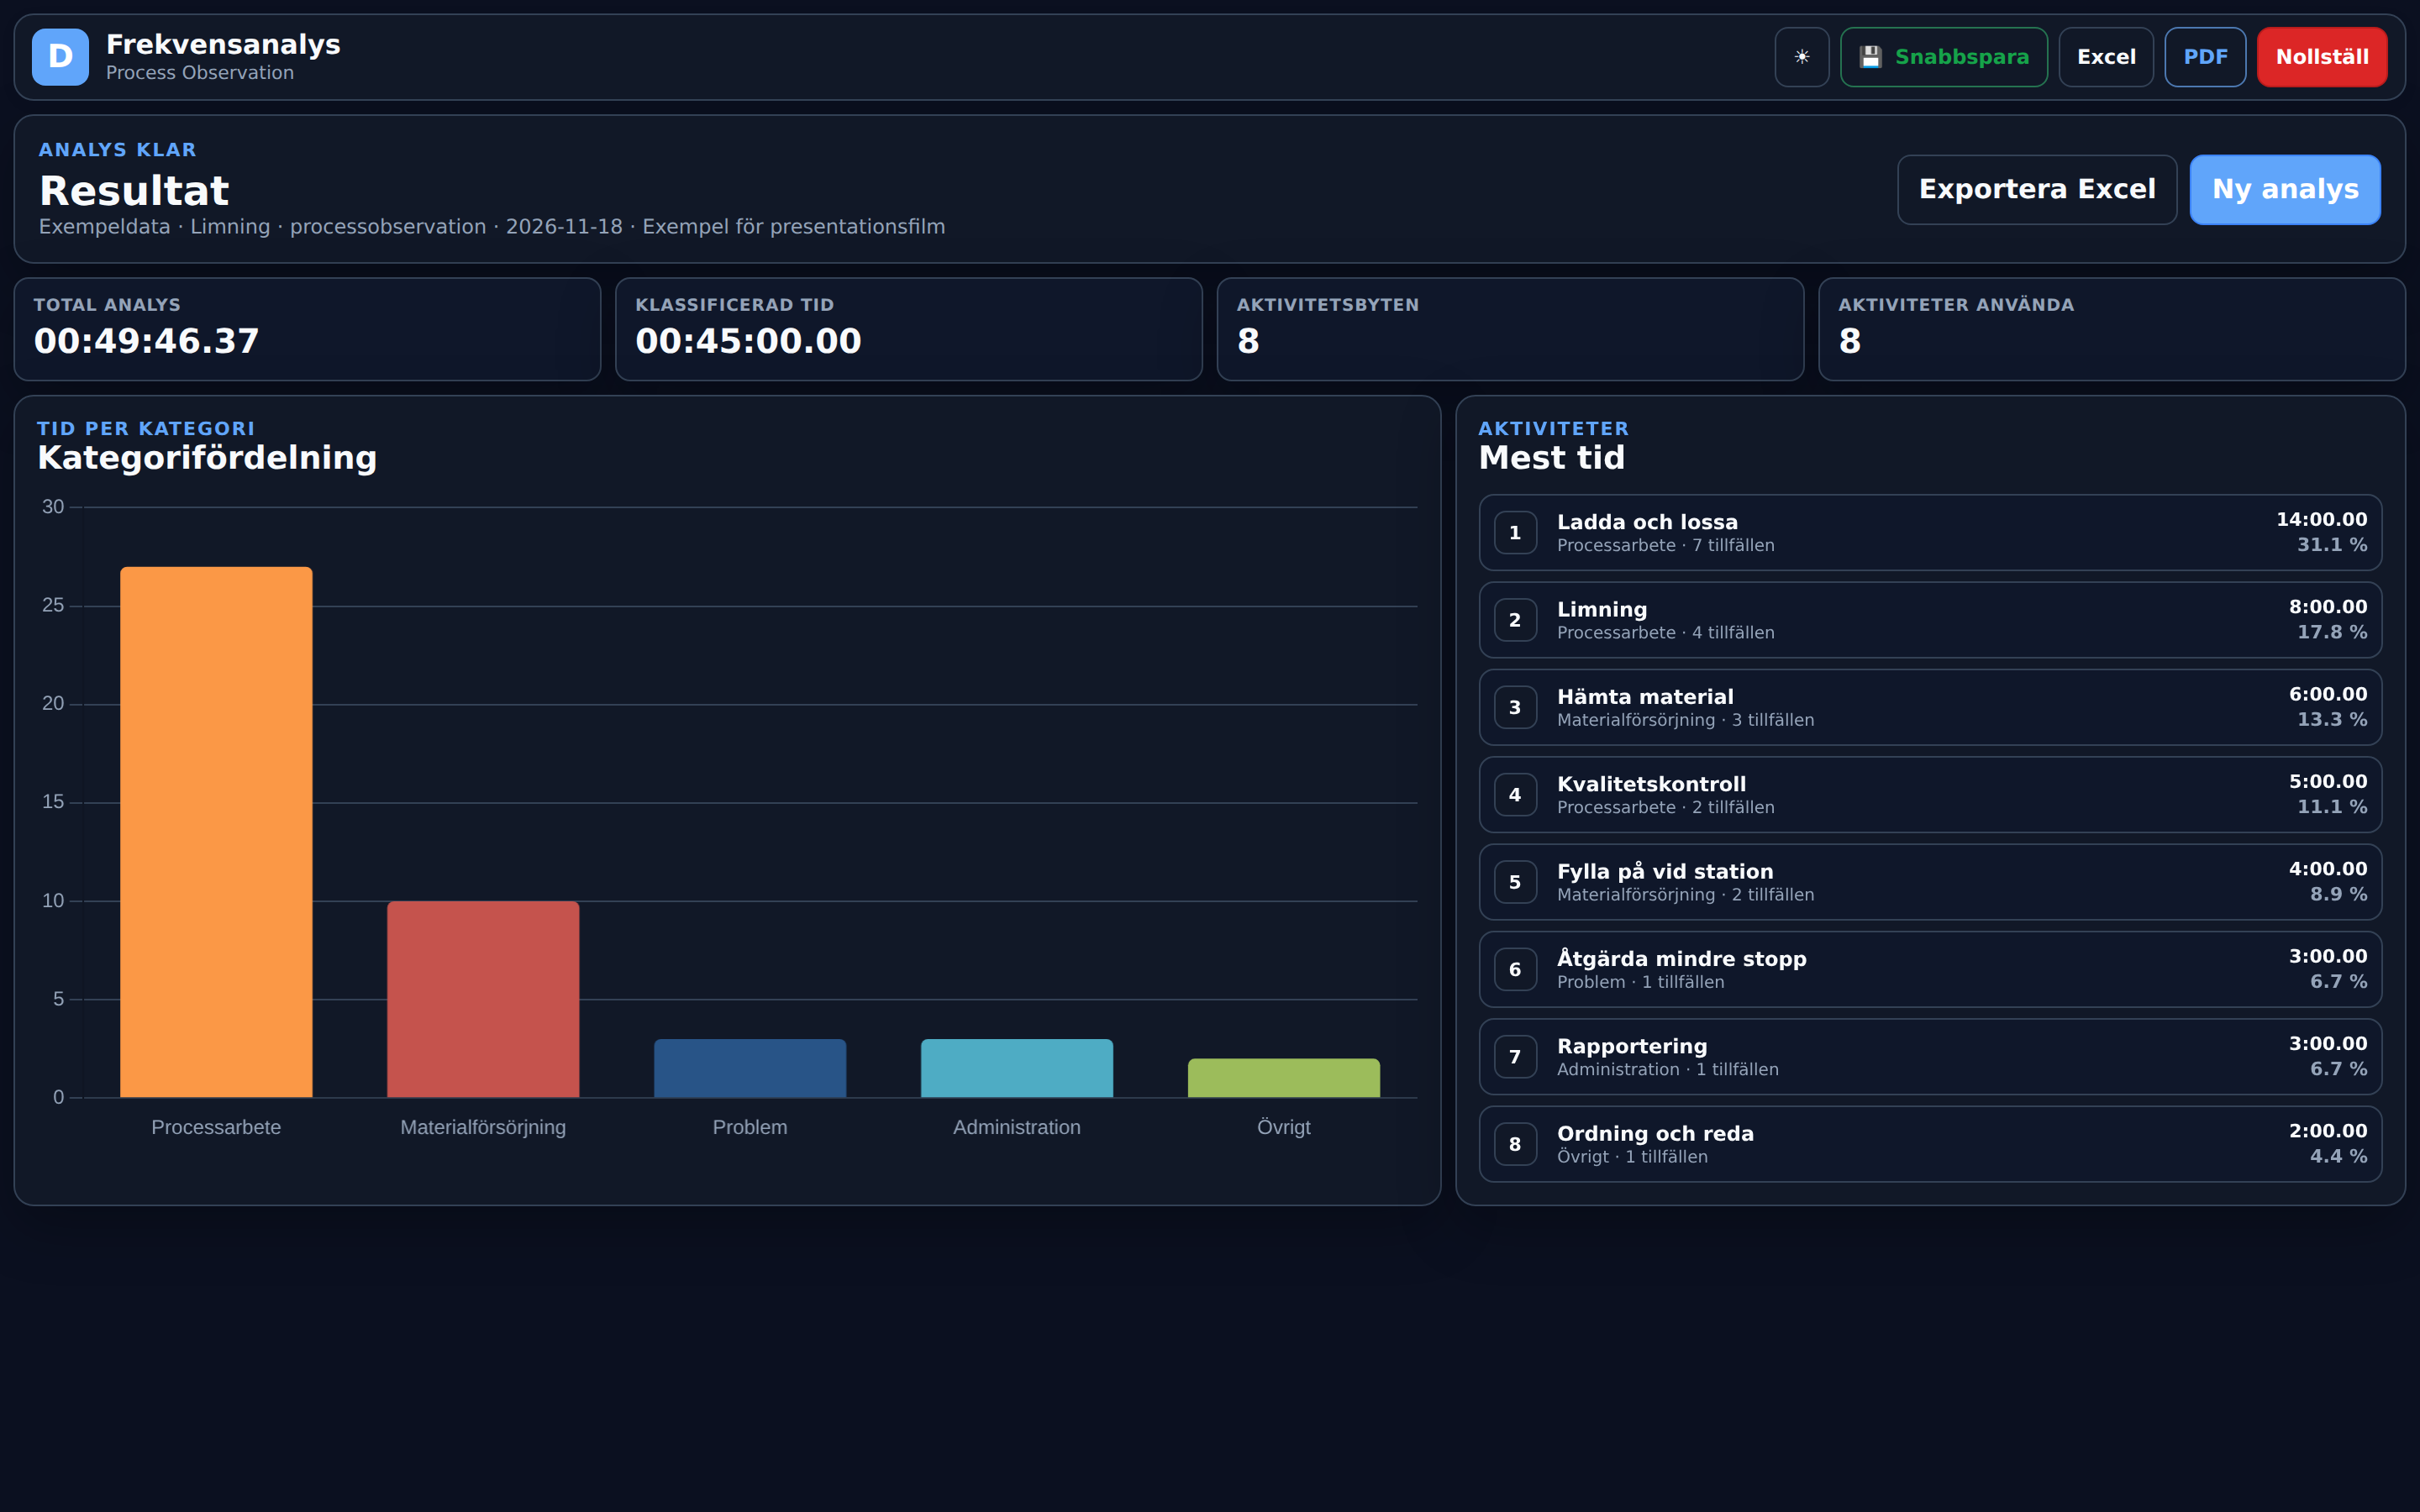 D
Frekvensanalys
Process Observation
☀
💾 Snabbspara
Excel
PDF
Nollställ
ANALYS KLAR
Resultat
Exempeldata · Limning · processobservation · 2026-11-18 · Exempel för presentationsfilm
Exportera Excel
Ny analys
TOTAL ANALYS
00:49:46.37
KLASSIFICERAD TID
00:45:00.00
AKTIVITETSBYTEN
8
AKTIVITETER ANVÄNDA
8
TID PER KATEGORI
Kategorifördelning
30
25
20
15
10
5
0
Processarbete
Materialförsörjning
Problem
Administration
Övrigt
AKTIVITETER
Mest tid
1
Ladda och lossa
Processarbete · 7 tillfällen
14:00.00
31.1 %
2
Limning
Processarbete · 4 tillfällen
8:00.00
17.8 %
3
Hämta material
Materialförsörjning · 3 tillfällen
6:00.00
13.3 %
4
Kvalitetskontroll
Processarbete · 2 tillfällen
5:00.00
11.1 %
5
Fylla på vid station
Materialförsörjning · 2 tillfällen
4:00.00
8.9 %
6
Åtgärda mindre stopp
Problem · 1 tillfällen
3:00.00
6.7 %
7
Rapportering
Administration · 1 tillfällen
3:00.00
6.7 %
8
Ordning och reda
Övrigt · 1 tillfällen
2:00.00
4.4 %